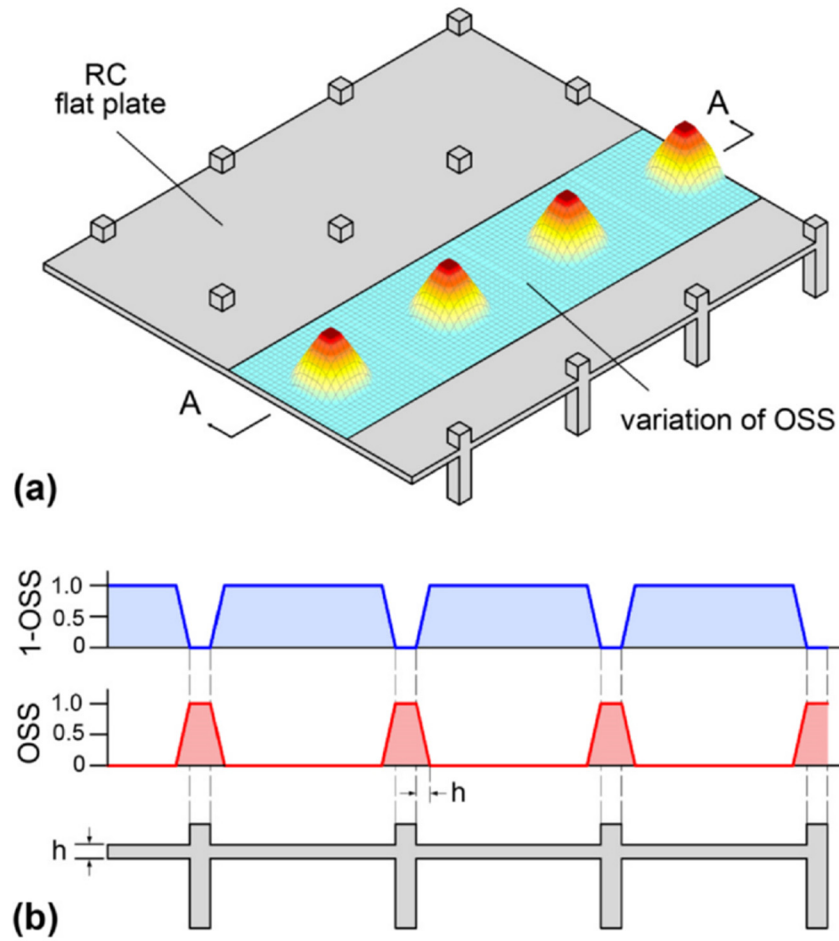 RC
flat plate
A
A
variation of OSS
(a)
1-OSS
1.0
0.5
0
OSS
1.0
0.5
0
h
h
(b)